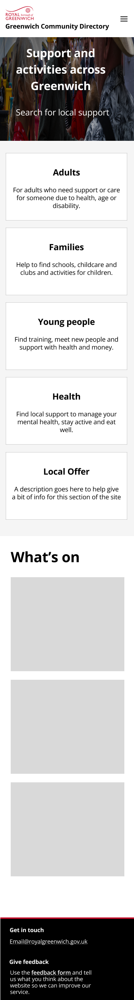 ROYAL borough of
GREENWICH
Greenwich Community Directory
Support and
activities across
Greenwich
Search for local support
Adults
For adults who need support or care
for someone due to health, age or
disability.
Families
Help to find schools, childcare and
clubs and activities for children.
Young people
Find training, meet new people and
support with health and money.
Health
Find local support to manage your
mental health, stay active and eat
well.
Local Offer
A description goes here to help give
a bit of info for this section of the site
What’s on
Get in touch
Email@royalgreenwich.gov.uk
Give feedback
Use the feedback form and tell
us what you think about the
website so we can improve our
service.